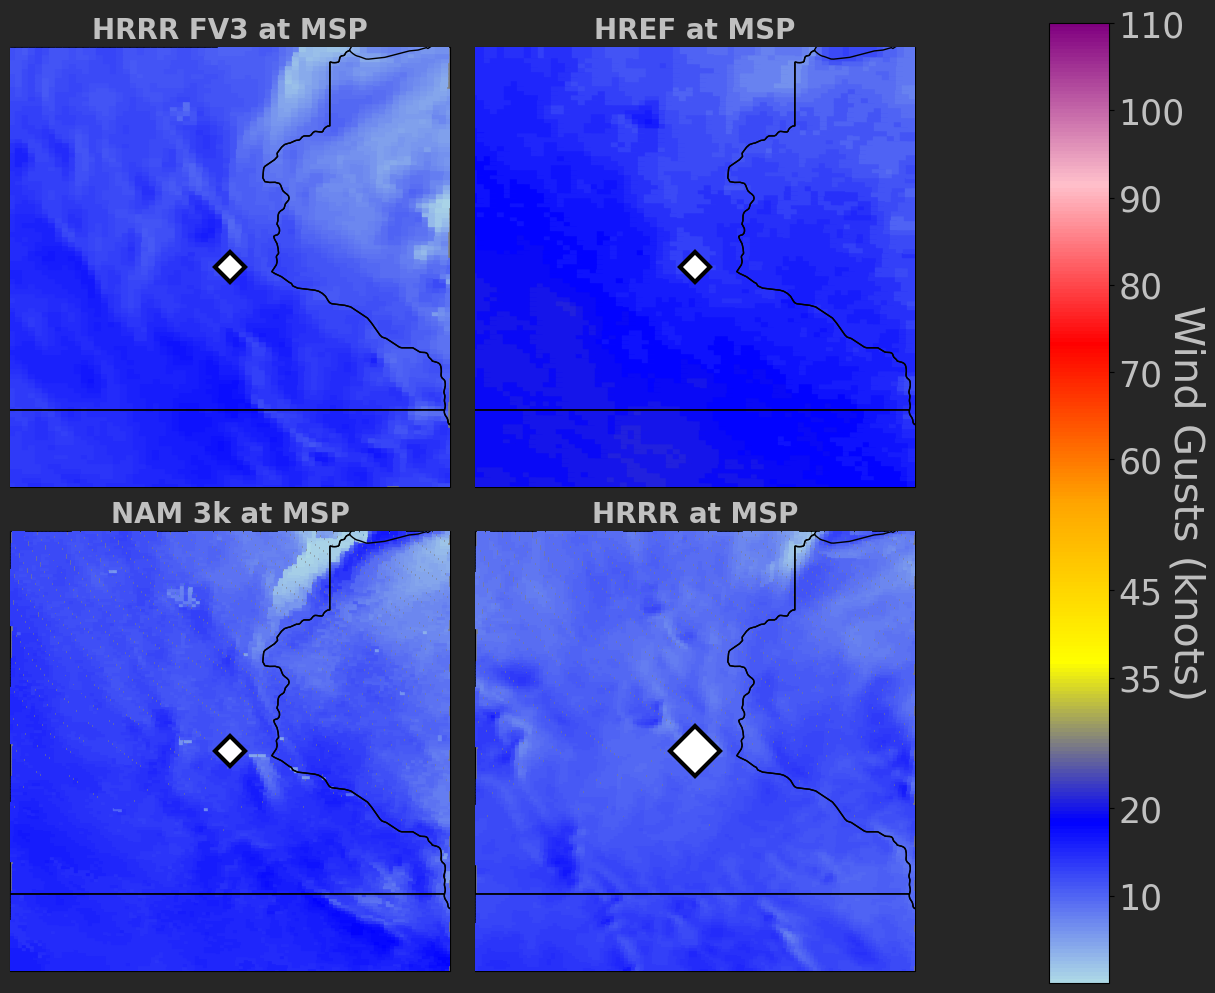 HRRR FV3 at MSP
HREF at MSP
NAM 3k at MSP
HRRR at MSP
110
100
90
80
70
60
45
35
20
10
Wind Gusts (knots)